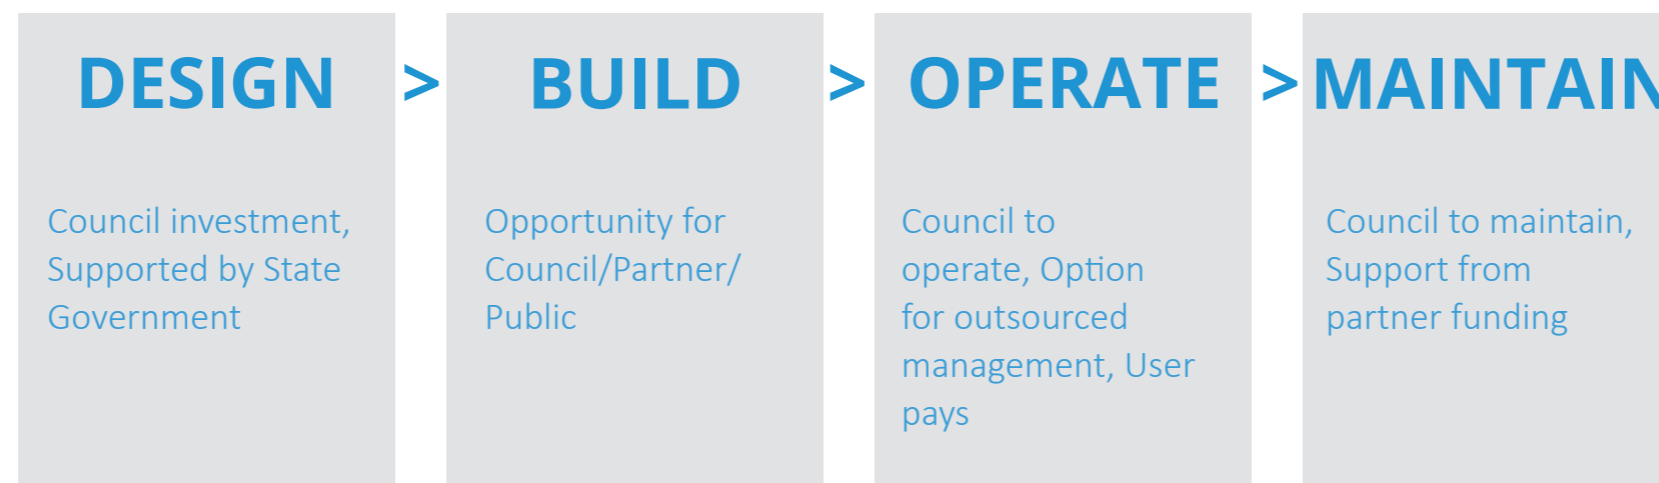 DESIGN > BUILD > OPERATE > MAINTAIN
Council investment,
Supported by State
Government
Opportunity for
Council/Partner/
Public
Council to
operate, Option
for outsourced
management, User
pays
Council to maintain,
Support from
partner funding